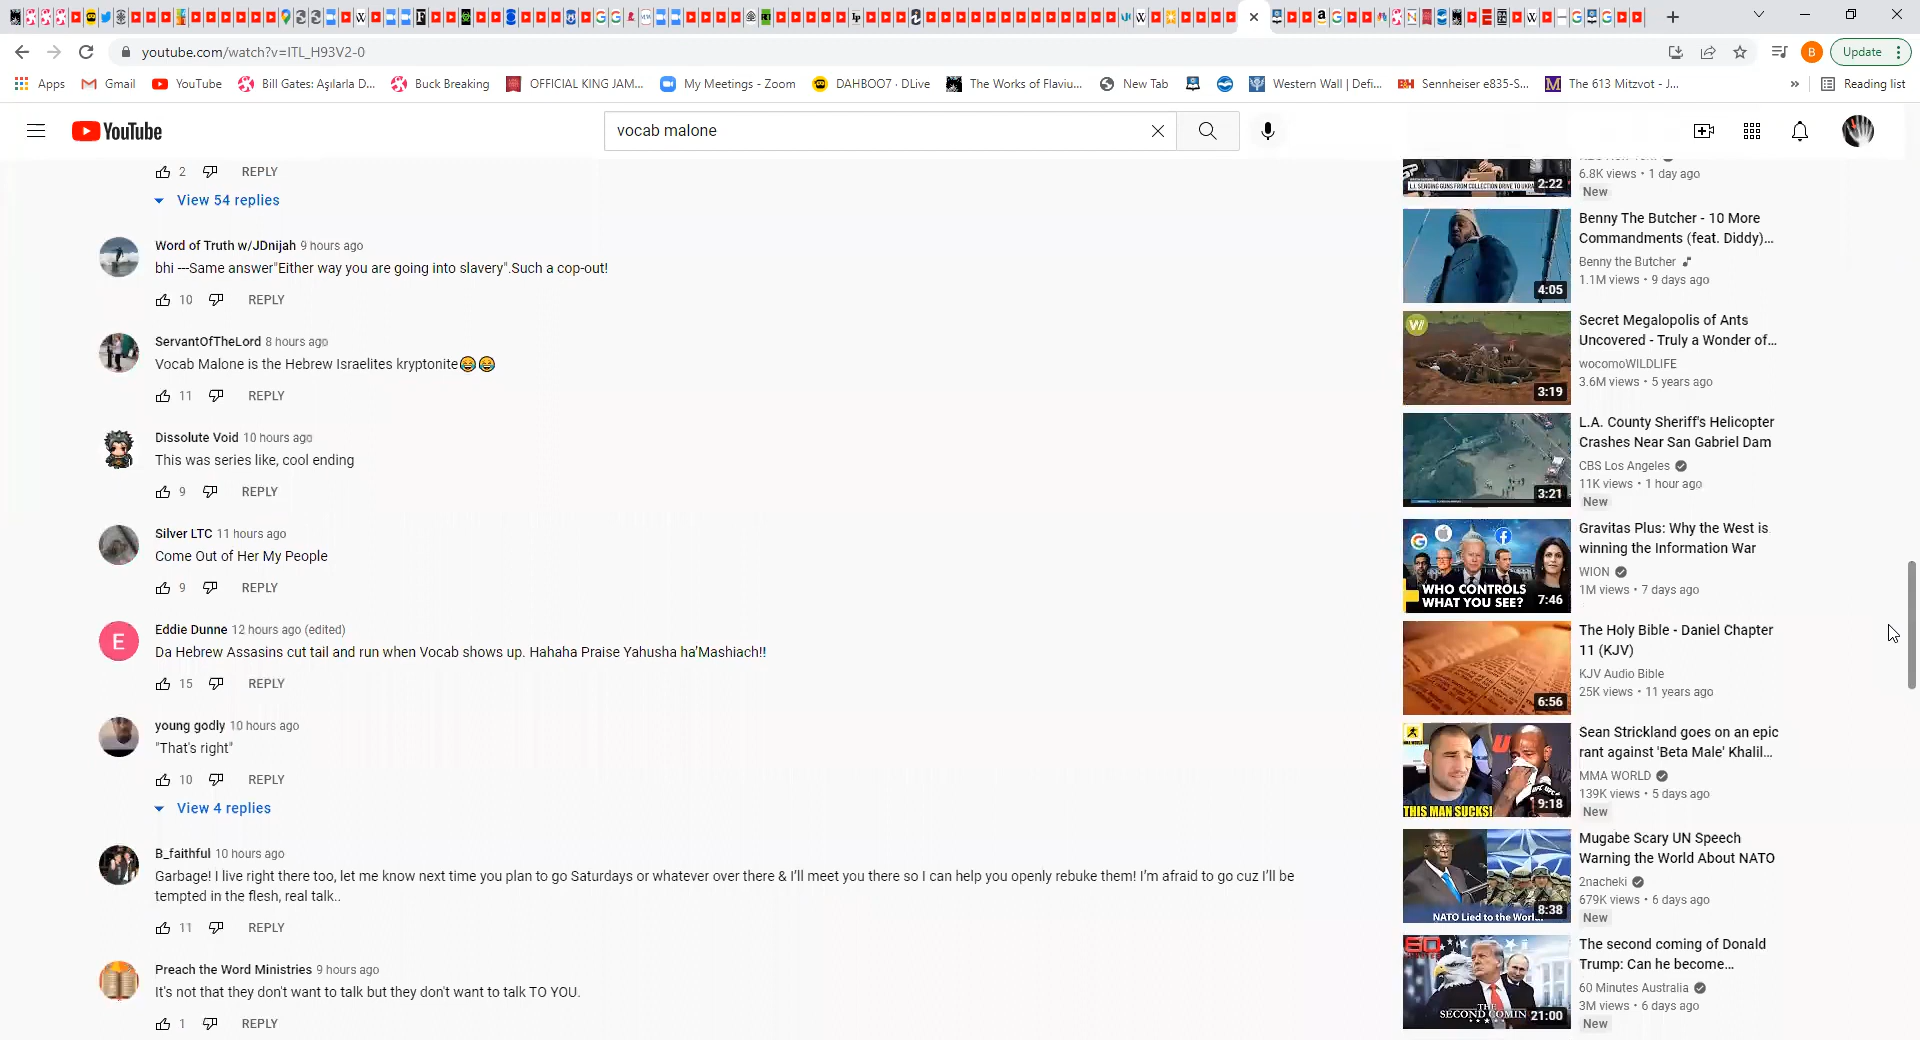 youtube.com/watch?v=ITL_H93V2-0
B
Update
Apps
Gmail
YouTube
Bill Gates: Aşılarla D...
Buck Breaking
OFFICIAL KING JAM...
My Meetings - Zoom
DAHBOO7 · DLive
The Works of Flaviu...
New Tab
Western Wall | Defi...
Sennheiser e835-S...
The 613 Mitzvot - J...
»
Reading list
YouTube
vocab malone
2 REPLY
View 54 replies
Word of Truth w/JDnijah 9 hours ago
bhi ---Same answer"Either way you are going into slavery".Such a cop-out!
10 REPLY
ServantOfTheLord 8 hours ago
Vocab Malone is the Hebrew Israelites kryptonite😂😂
11 REPLY
Dissolute Void 10 hours ago
This was series like, cool ending
9 REPLY
Silver LTC 11 hours ago
Come Out of Her My People
9 REPLY
E
Eddie Dunne 12 hours ago (edited)
Da Hebrew Assasins cut tail and run when Vocab shows up. Hahaha Praise Yahusha ha’Mashiach!!
15 REPLY
young godly 10 hours ago
"That's right"
10 REPLY
View 4 replies
B_faithful 10 hours ago
Garbage! I live right there too, let me know next time you plan to go Saturdays or whatever over there & I’ll meet you there so I can help you openly rebuke them! I’m afraid to go cuz I’ll be
tempted in the flesh, real talk..
11 REPLY
Preach the Word Ministries 9 hours ago
It's not that they don't want to talk but they don't want to talk TO YOU.
1 REPLY
2:22
6.8K views • 1 day ago
New
4:05
Benny The Butcher - 10 More
Commandments (feat. Diddy)...
Benny the Butcher
1.1M views • 9 days ago
3:19
Secret Megalopolis of Ants
Uncovered - Truly a Wonder of...
wocomoWILDLIFE
3.6M views • 5 years ago
3:21
L.A. County Sheriff's Helicopter
Crashes Near San Gabriel Dam
CBS Los Angeles
11K views • 1 hour ago
New
WHO CONTROLS
WHAT YOU SEE?
7:46
Gravitas Plus: Why the West is
winning the Information War
WION
1M views • 7 days ago
6:56
The Holy Bible - Daniel Chapter
11 (KJV)
KJV Audio Bible
25K views • 11 years ago
THIS MAN SUCKS!
9:18
Sean Strickland goes on an epic
rant against 'Beta Male' Khalil...
MMA WORLD
139K views • 5 days ago
New
NATO Lied to the World
8:38
Mugabe Scary UN Speech
Warning the World About NATO
2nacheki
679K views • 6 days ago
New
60
THE
SECOND COMIN
21:00
The second coming of Donald
Trump: Can he become...
60 Minutes Australia
3M views • 6 days ago
New